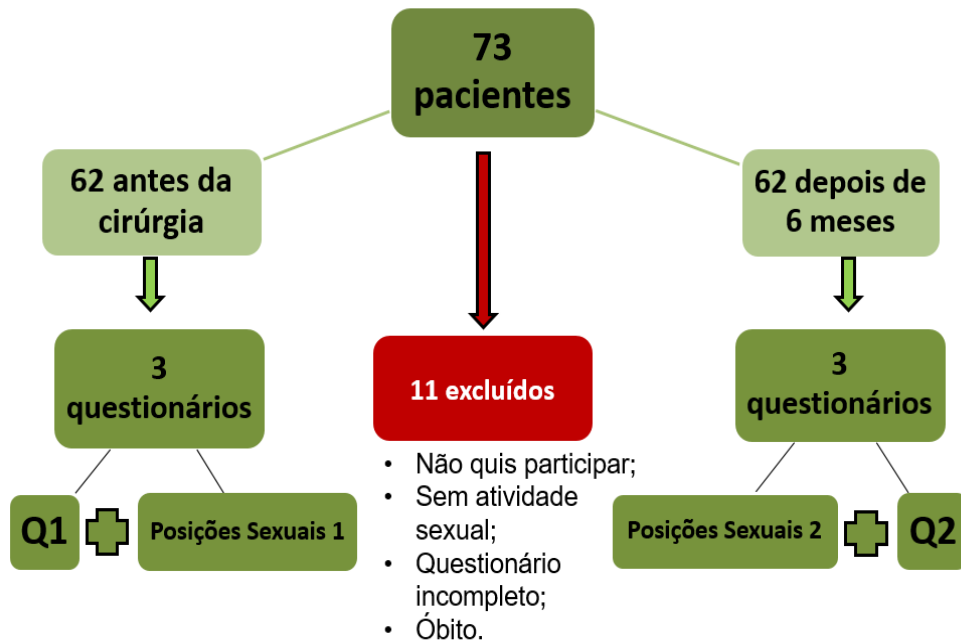 73
pacientes
62 antes da
cirúrgia
62 depois de
6 meses
3
questionários
11 excluídos
3
questionários
• Não quis participar;
• Sem atividade
sexual;
• Questionário
incompleto;
• Óbito.
Q1
Posições Sexuais 1
Posições Sexuais 2
Q2